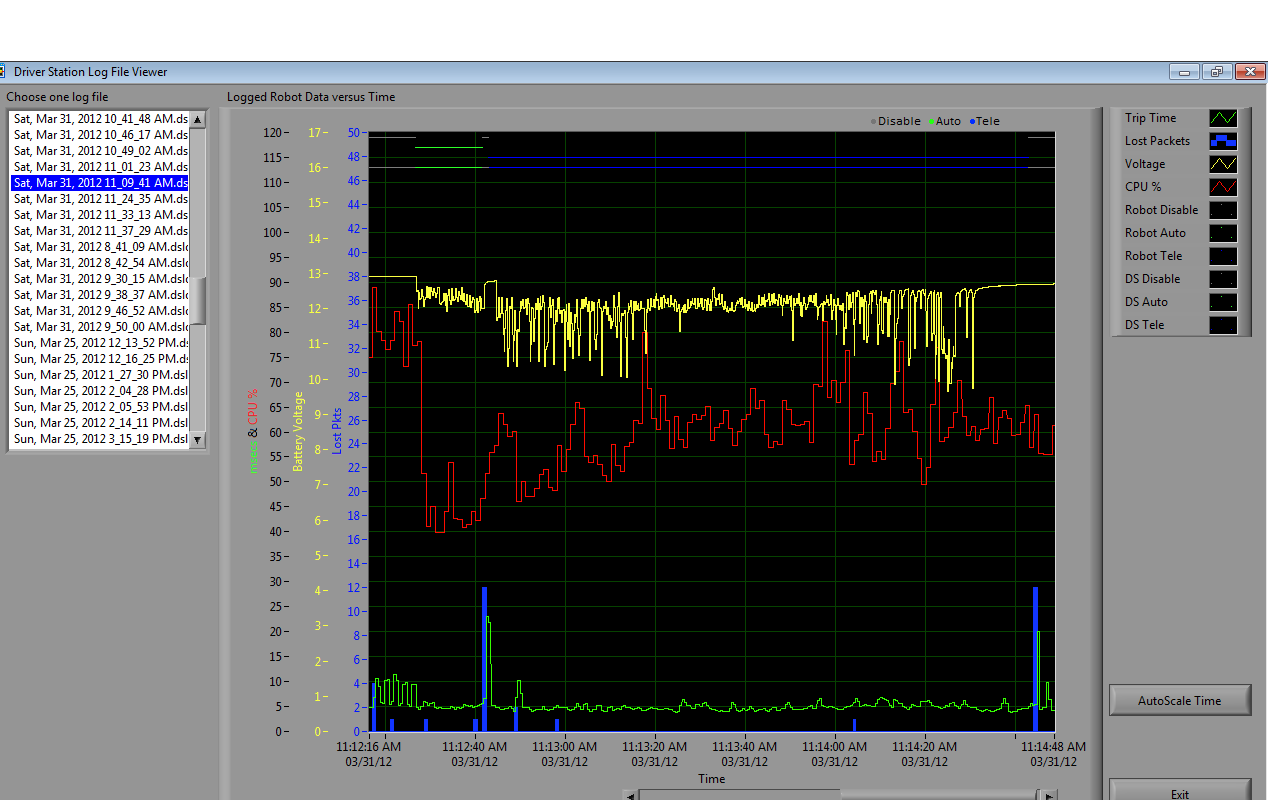 Driver Station Log File Viewer
Choose one log file
Sat, Mar 31, 2012 10_41_48 AM.ds
Sat, Mar 31, 2012 10_46_17 AM.ds
Sat, Mar 31, 2012 10_49_02 AM.ds
Sat, Mar 31, 2012 11_01_23 AM.ds
Sat, Mar 31, 2012 11_09_41 AM.ds
Sat, Mar 31, 2012 11_24_35 AM.ds
Sat, Mar 31, 2012 11_33_13 AM.ds
Sat, Mar 31, 2012 11_37_29 AM.ds
Sat, Mar 31, 2012 8_41_09 AM.dslo
Sat, Mar 31, 2012 8_42_54 AM.dslo
Sat, Mar 31, 2012 9_30_15 AM.dslo
Sat, Mar 31, 2012 9_38_37 AM.dslo
Sat, Mar 31, 2012 9_46_52 AM.dslo
Sat, Mar 31, 2012 9_50_00 AM.dslo
Sun, Mar 25, 2012 12_13_52 PM.ds
Sun, Mar 25, 2012 12_16_25 PM.ds
Sun, Mar 25, 2012 1_27_30 PM.dsl
Sun, Mar 25, 2012 2_04_28 PM.dsl
Sun, Mar 25, 2012 2_05_53 PM.dsl
Sun, Mar 25, 2012 2_14_11 PM.dsl
Sun, Mar 25, 2012 3_15_19 PM.dsl
Logged Robot Data versus Time
Disable Auto Tele
msecs & CPU %
120
115
110
105
100
95
90
85
80
75
70
65
60
55
50
45
40
35
30
25
20
15
10
5
0
Battery Voltage
17
16
15
14
13
12
11
10
9
8
7
6
5
4
3
2
1
0
Lost Pkts
50
48
46
44
42
40
38
36
34
32
30
28
26
24
22
20
18
16
14
12
10
8
6
4
2
0
11:12:16 AM 11:12:40 AM 11:13:00 AM 11:13:20 AM 11:13:40 AM 11:14:00 AM 11:14:20 AM 11:14:48 AM
03/31/12 03/31/12 03/31/12 03/31/12 03/31/12 03/31/12 03/31/12 03/31/12
Time
Trip Time
Lost Packets
Voltage
CPU %
Robot Disable
Robot Auto
Robot Tele
DS Disable
DS Auto
DS Tele
AutoScale Time
Exit